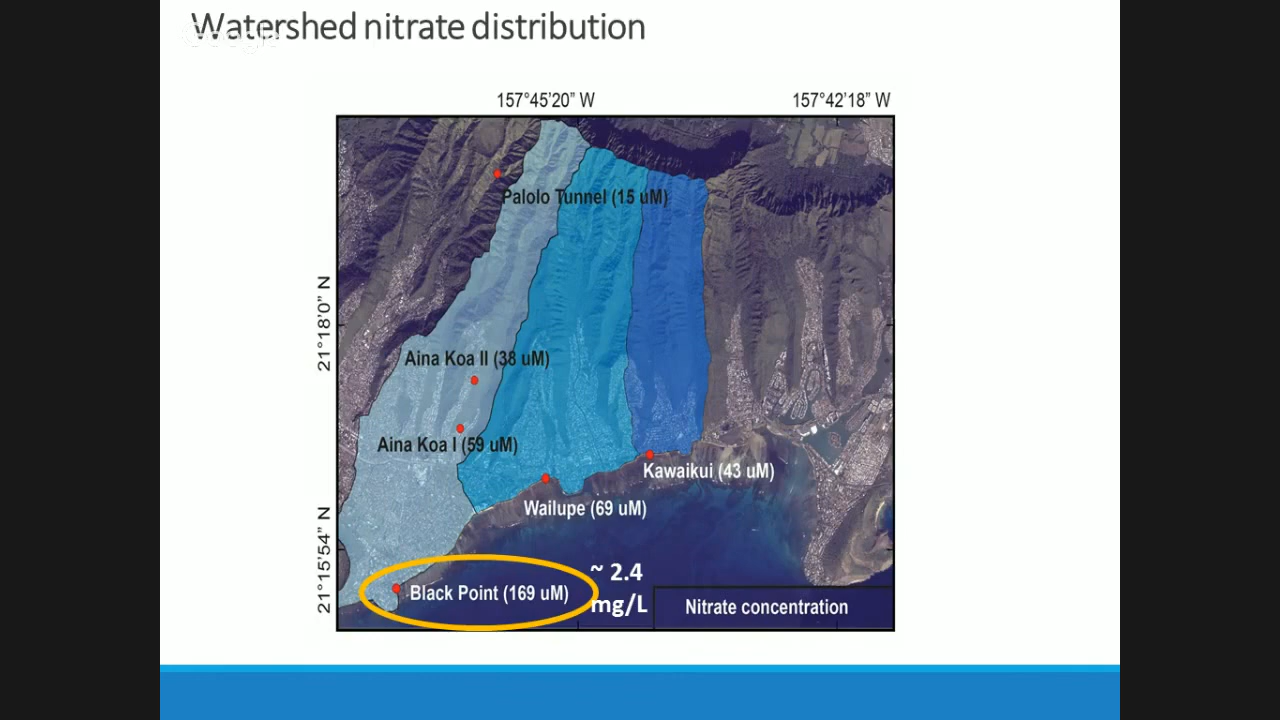 Watershed nitrate distribution
Google
157°45'20" W
157°42'18" W
Palolo Tunnel (15 uM)
21°18'0" N
Aina Koa II (38 uM)
Aina Koa I (59 uM)
Kawaikui (43 uM)
Wailupe (69 uM)
21°15'54" N
Black Point (169 uM)
~ 2.4
mg/L
Nitrate concentration